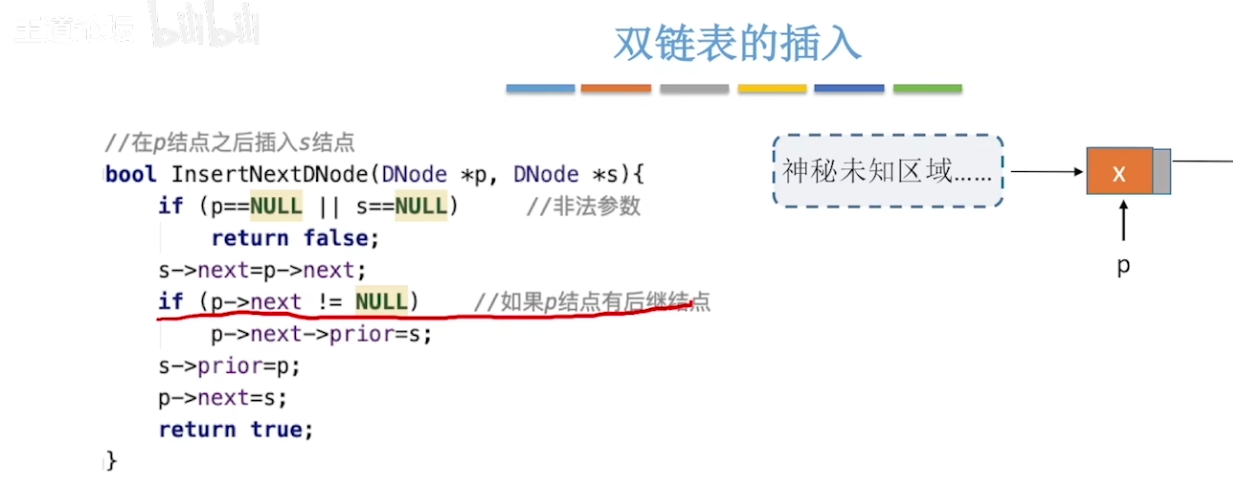 王道论坛 bilibili
双链表的插入
//在p结点之后插入s结点
bool InsertNextDNode(DNode *p, DNode *s){
if (p==NULL || s==NULL) //非法参数
return false;
s->next=p->next;
if (p->next != NULL) //如果p结点有后继结点
p->next->prior=s;
s->prior=p;
p->next=s;
return true;
}
神秘未知区域……
x
p